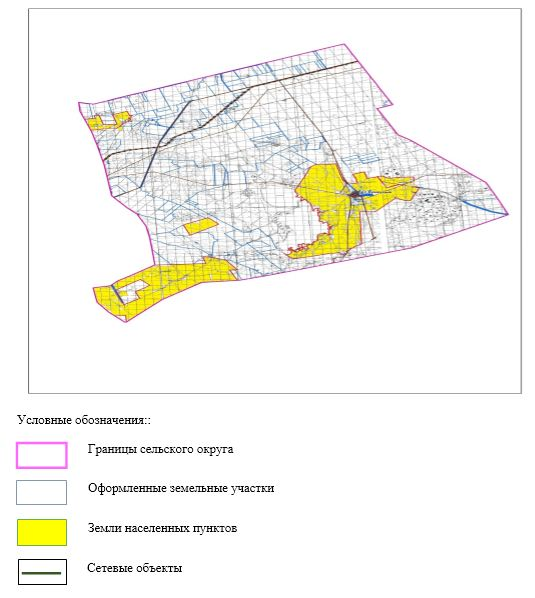 Условные обозначения::
Границы сельского округа
Оформленные земельные участки
Земли населенных пунктов
Сетевые объекты